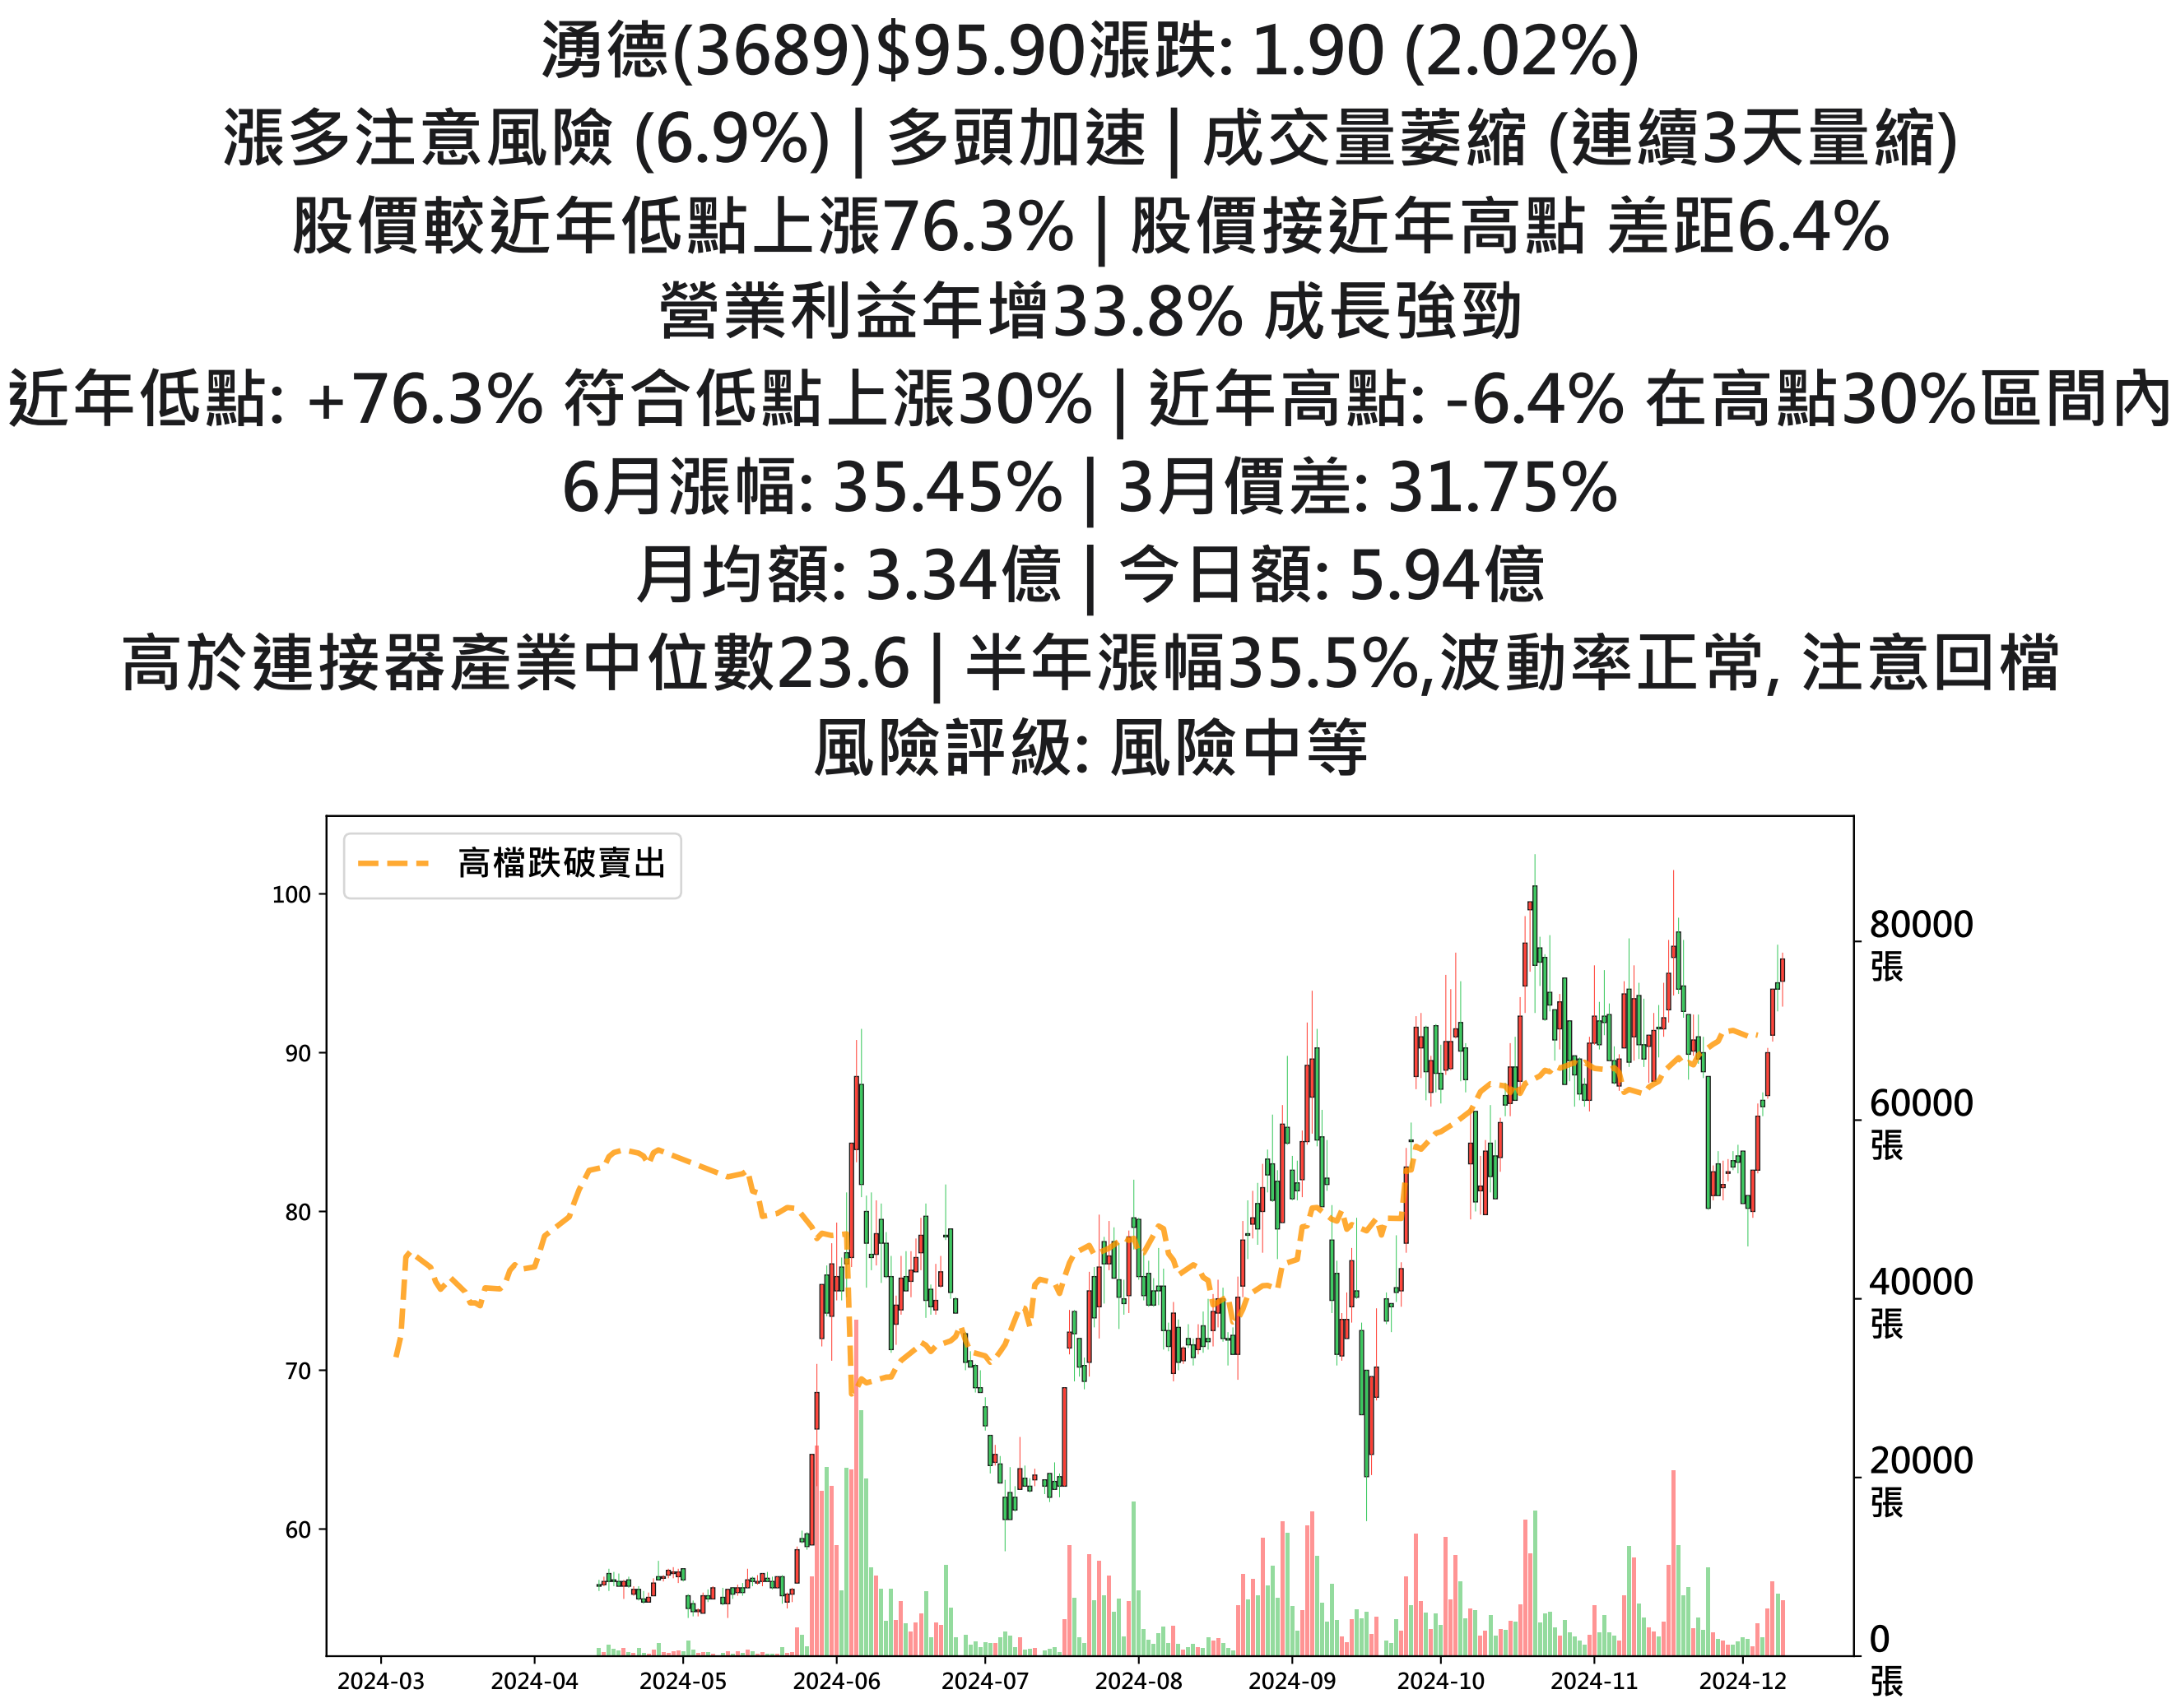 湧德(3689)$95.90漲跌: 1.90 (2.02%)
漲多注意風險 (6.9%) | 多頭加速 | 成交量萎縮 (連續3天量縮)
股價較近年低點上漲76.3% | 股價接近年高點 差距6.4%
營業利益年增33.8% 成長強勁
近年低點: +76.3% 符合低點上漲30% | 近年高點: -6.4% 在高點30%區間內
6月漲幅: 35.45% | 3月價差: 31.75%
月均額: 3.34億 | 今日額: 5.94億
高於連接器產業中位數23.6 | 半年漲幅35.5%,波動率正常, 注意回檔
風險評級: 風險中等
高檔跌破賣出
100
90
80
70
60
80000
張
60000
張
40000
張
20000
張
0
張
2024-03
2024-04
2024-05
2024-06
2024-07
2024-08
2024-09
2024-10
2024-11
2024-12